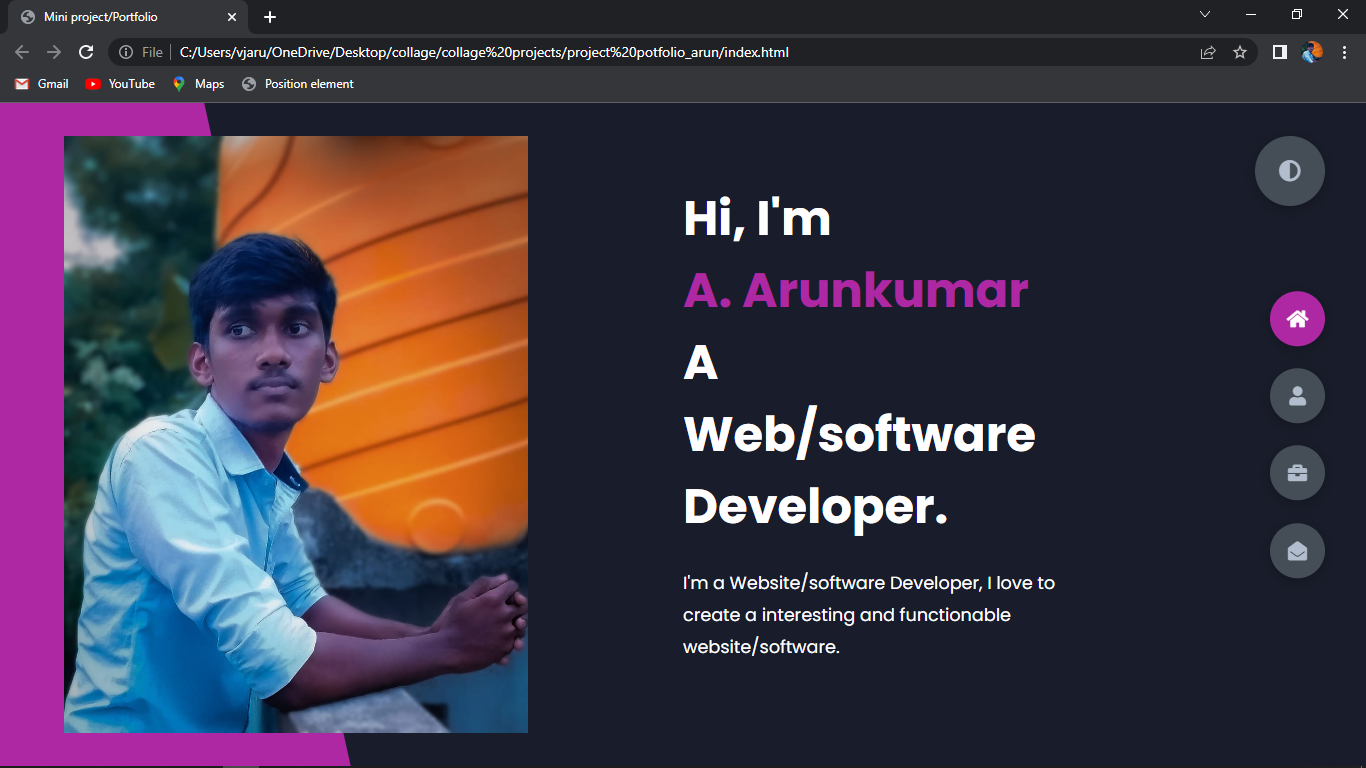 Mini project/Portfolio
File
C:/Users/vjaru/OneDrive/Desktop/collage/collage%20projects/project%20potfolio_arun/index.html
Gmail
YouTube
Maps
Position element
Hi, I'm
A. Arunkumar
A
Web/software
Developer.
I'm a Website/software Developer, I love to
create a interesting and functionable
website/software.